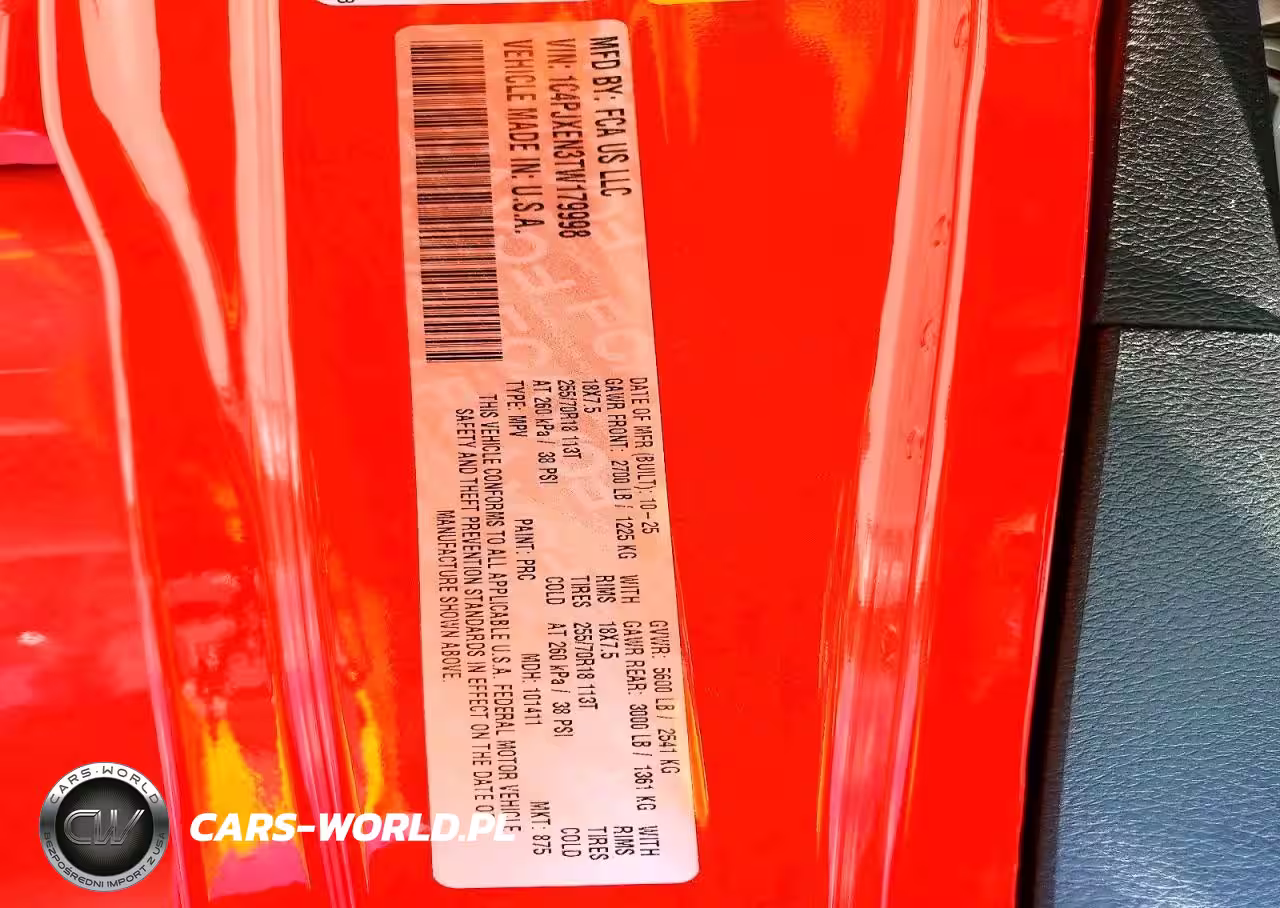 MFD BY: FCA US LLC
VIN: 1C4PJXEN3TW179998
VEHICLE MADE IN: U.S.A.
DATE OF MFR (BUILT): 10-25
GVWR: 5600 LB / 2541 KG
GAWR FRONT: 2700 LB / 1225 KG WITH
GAWR REAR: 3000 LB / 1361 KG WITH
18X7.5 RIMS
18X7.5 RIMS
255/70R18 113T TIRES
255/70R18 113T TIRES
AT 260 kPa / 38 PSI COLD
AT 260 kPa / 38 PSI COLD
TYPE: MPV PAINT: PRC MDH: 101411 MKT: 875
THIS VEHICLE CONFORMS TO ALL APPLICABLE U.S.A. FEDERAL MOTOR VEHICLE
SAFETY AND THEFT PREVENTION STANDARDS IN EFFECT ON THE DATE O
MANUFACTURE SHOWN ABOVE.
CARS-WORLD
CW
BEZPOŚREDNI IMPORT Z USA
CARS-WORLD.PL